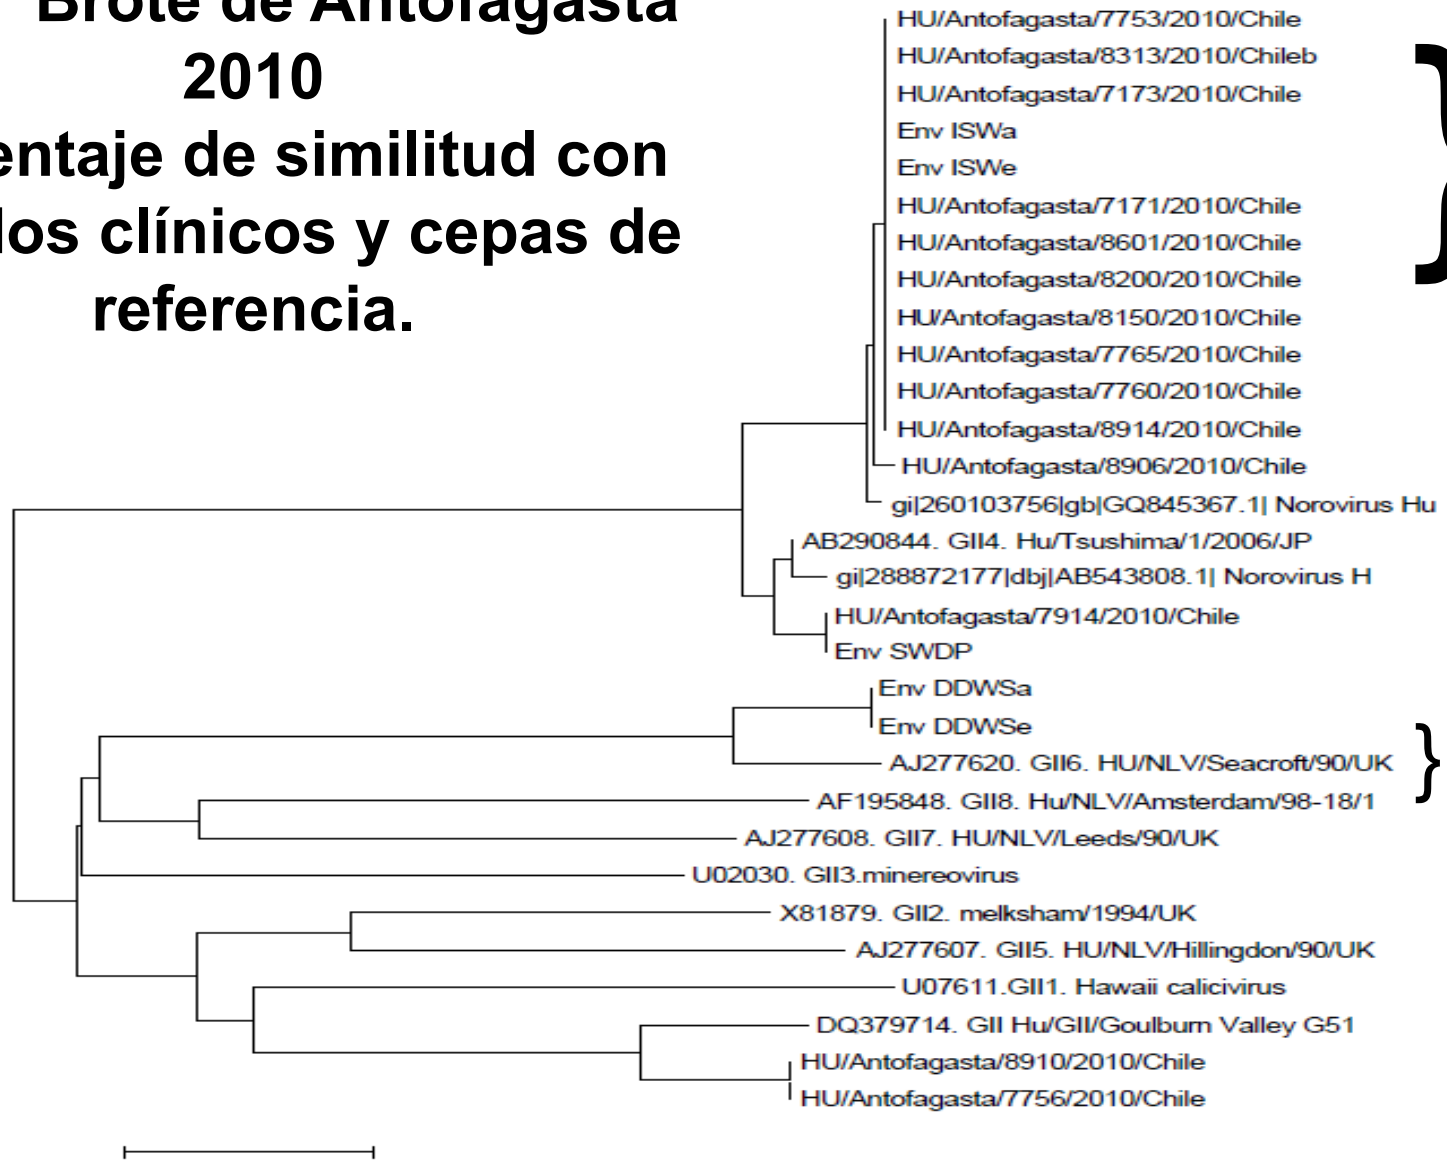 Brote de Antofagasta
2010
entaje de similitud con
los clínicos y cepas de
referencia.
HU/Antofagasta/7753/2010/Chile
HU/Antofagasta/8313/2010/Chileb
HU/Antofagasta/7173/2010/Chile
Env ISWa
Env ISWe
HU/Antofagasta/7171/2010/Chile
HU/Antofagasta/8601/2010/Chile
HU/Antofagasta/8200/2010/Chile
HU/Antofagasta/8150/2010/Chile
HU/Antofagasta/7765/2010/Chile
HU/Antofagasta/7760/2010/Chile
HU/Antofagasta/8914/2010/Chile
HU/Antofagasta/8906/2010/Chile
gi|260103756|gb|GQ845367.1| Norovirus Hu
AB290844. GII4. Hu/Tsushima/1/2006/JP
gi|288872177|dbj|AB543808.1| Norovirus H
HU/Antofagasta/7914/2010/Chile
Env SWDP
Env DDWSa
Env DDWSe
AJ277620. GII6. HU/NLV/Seacroft/90/UK
AF195848. GII8. Hu/NLV/Amsterdam/98-18/1
AJ277608. GII7. HU/NLV/Leeds/90/UK
U02030. GII3.minereovirus
X81879. GII2. melksham/1994/UK
AJ277607. GII5. HU/NLV/Hillingdon/90/UK
U07611.GII1. Hawaii calicivirus
DQ379714. GII Hu/GII/Goulburn Valley G51
HU/Antofagasta/8910/2010/Chile
HU/Antofagasta/7756/2010/Chile